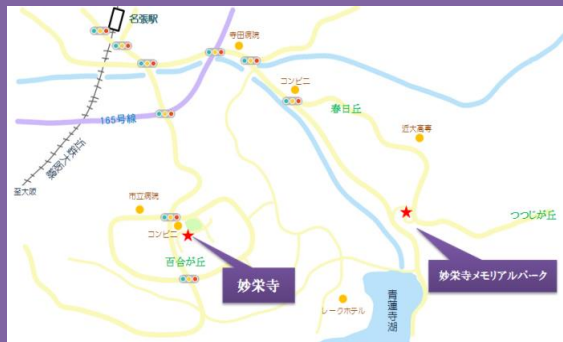 名張駅
寺田病院
コンビニ
春日丘
165号線
近大高専
近鉄大阪線
至大阪
市立病院
つつじが丘
コンビニ
百合が丘
妙栄寺
妙栄寺メモリアルパーク
青蓮寺湖
レークホテル